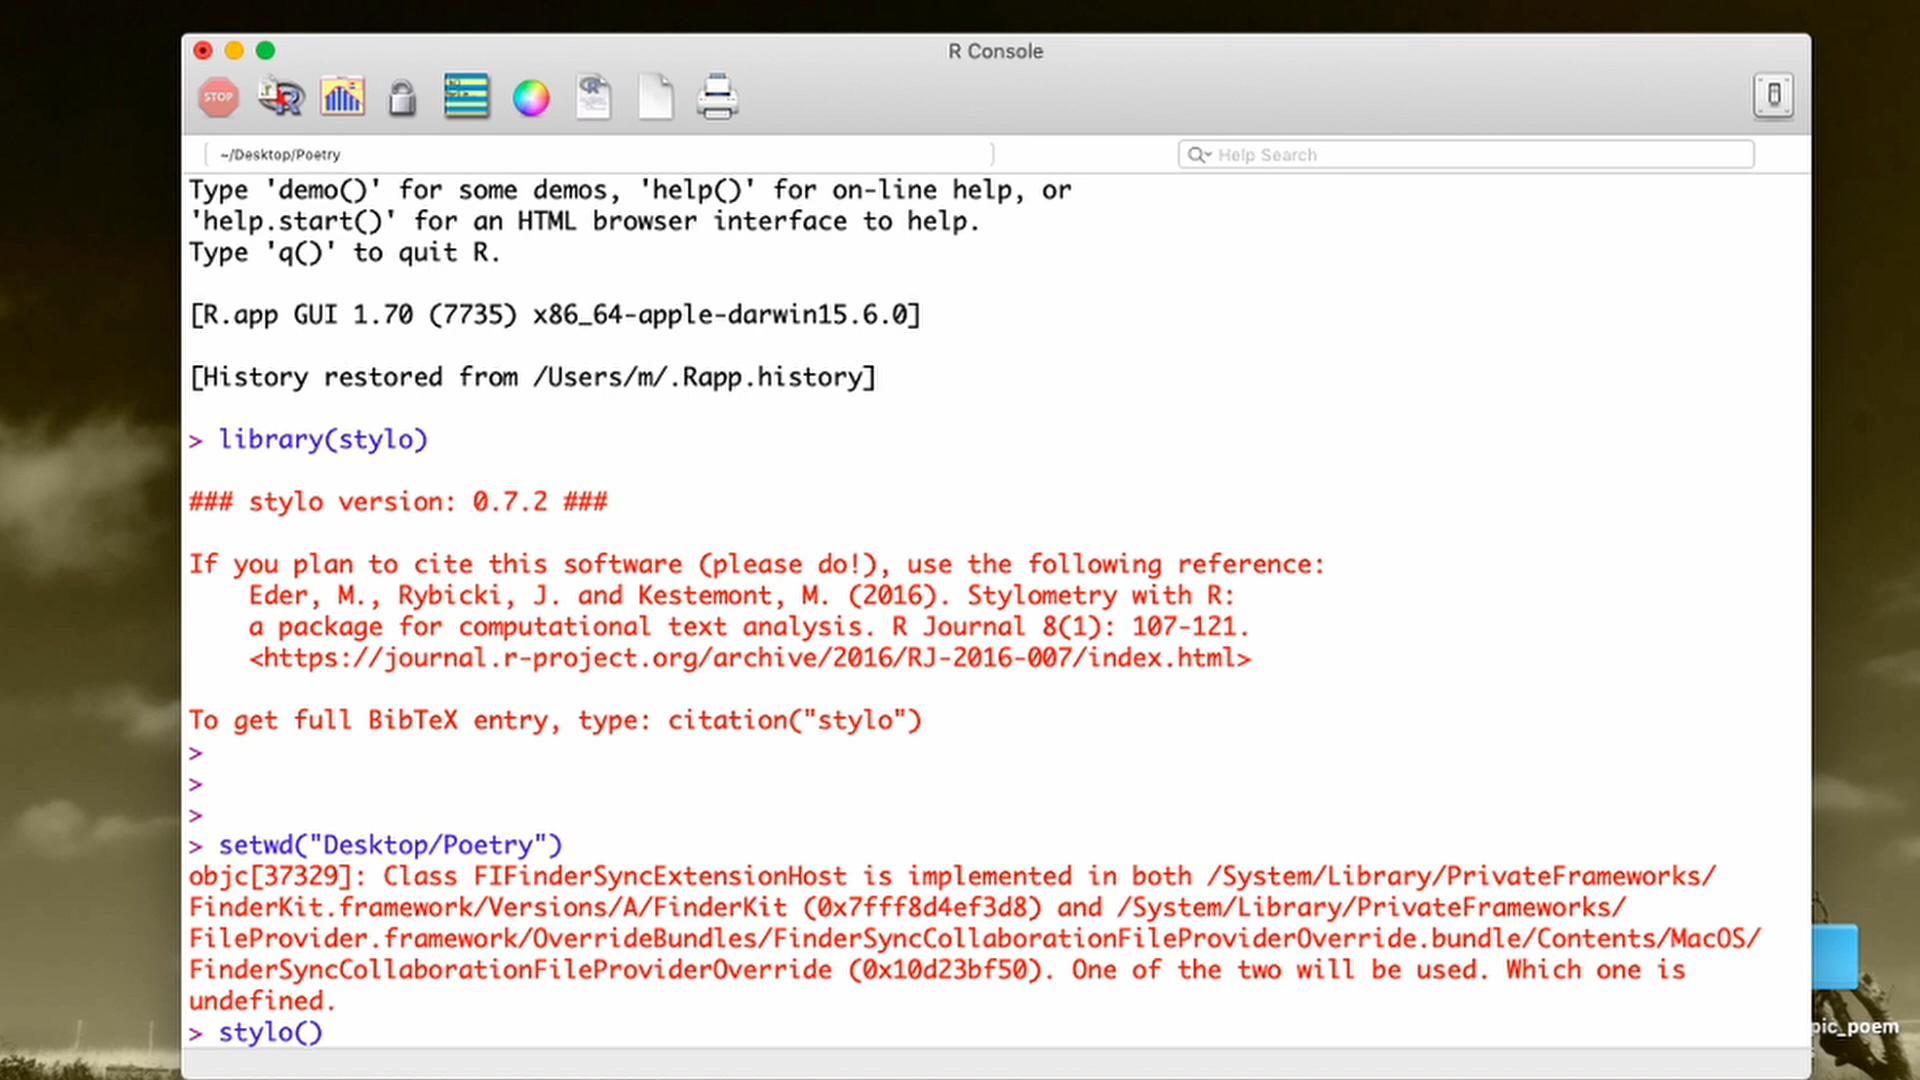 R Console
STOP
~/Desktop/Poetry
Help Search
Type 'demo()' for some demos, 'help()' for on-line help, or
'help.start()' for an HTML browser interface to help.
Type 'q()' to quit R.
[R.app GUI 1.70 (7735) x86_64-apple-darwin15.6.0]
[History restored from /Users/m/.Rapp.history]
> library(stylo)
### stylo version: 0.7.2 ###
If you plan to cite this software (please do!), use the following reference:
Eder, M., Rybicki, J. and Kestemont, M. (2016). Stylometry with R:
a package for computational text analysis. R Journal 8(1): 107-121.
<https://journal.r-project.org/archive/2016/RJ-2016-007/index.html>
To get full BibTeX entry, type: citation("stylo")
>
>
>
> setwd("Desktop/Poetry")
objc[37329]: Class FIFinderSyncExtensionHost is implemented in both /System/Library/PrivateFrameworks/
FinderKit.framework/Versions/A/FinderKit (0x7fff8d4ef3d8) and /System/Library/PrivateFrameworks/
FileProvider.framework/OverrideBundles/FinderSyncCollaborationFileProviderOverride.bundle/Contents/MacOS/
FinderSyncCollaborationFileProviderOverride (0x10d23bf50). One of the two will be used. Which one is
undefined.
> stylo()
pic_poem